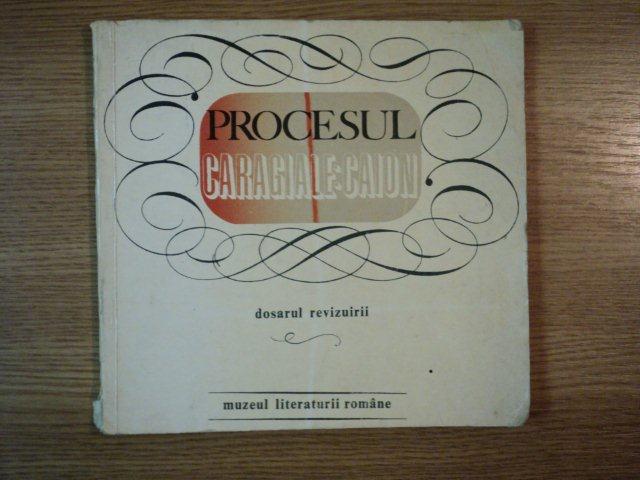 PROCESUL
CARAGIALE-CAION
dosarul revizuirii
muzeul literaturii române